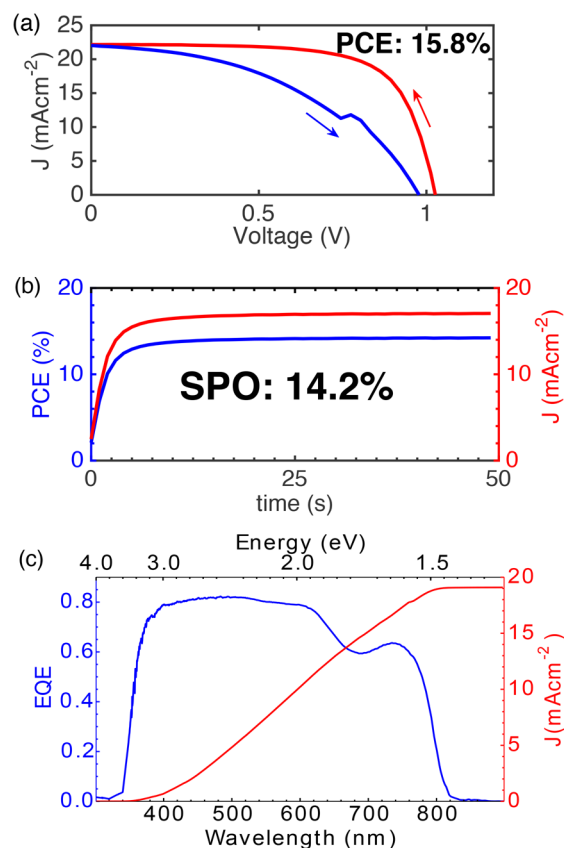 (a)
PCE: 15.8%
25
20
15
10
5
0
J (mAcm-2)
0
0.5
1
Voltage (V)
(b)
20
10
0
PCE (%)
SPO: 14.2%
20
10
0
J (mAcm-2)
0
25
50
time (s)
(c)
Energy (eV)
4.0
3.0
2.0
1.5
0.8
0.6
0.4
0.2
0.0
EQE
20
15
10
5
0
J(mAcm-2)
400
500
600
700
800
Wavelength (nm)